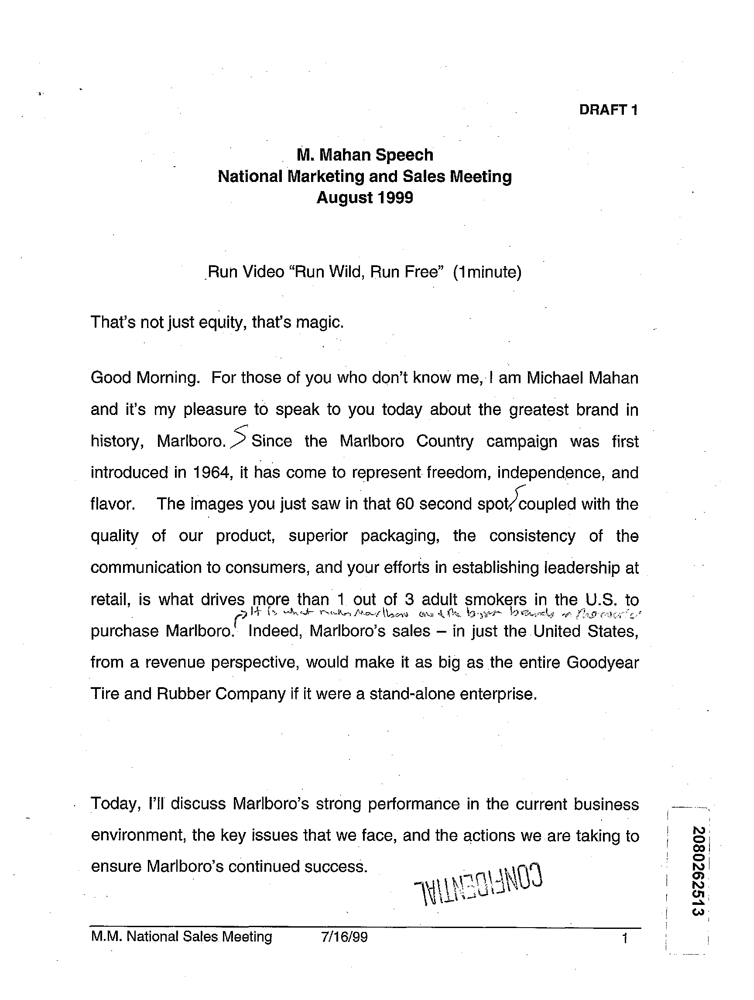 DRAFT 1
M. Mahan Speech
National Marketing and Sales Meeting
August 1999
Run Video “Run Wild, Run Free” (1minute)
That’s not just equity, that’s magic.
Good Morning. For those of you who don’t know me, I am Michael Mahan
and it’s my pleasure to speak to you today about the greatest brand in
history, Marlboro. Since the Marlboro Country campaign was first
introduced in 1964, it has come to represent freedom, independence, and
flavor. The images you just saw in that 60 second spot, coupled with the
quality of our product, superior packaging, the consistency of the
communication to consumers, and your efforts in establishing leadership at
retail, is what drives more than 1 out of 3 adult smokers in the U.S. to
It is what makes Marlboro one of the biggest brands in
purchase Marlboro. Indeed, Marlboro’s sales – in just the United States,
from a revenue perspective, would make it as big as the entire Goodyear
Tire and Rubber Company if it were a stand-alone enterprise.
Today, I’ll discuss Marlboro’s strong performance in the current business
environment, the key issues that we face, and the actions we are taking to
ensure Marlboro’s continued success.
CONFIDENTIAL
M.M. National Sales Meeting 7/16/99 1
2080262513